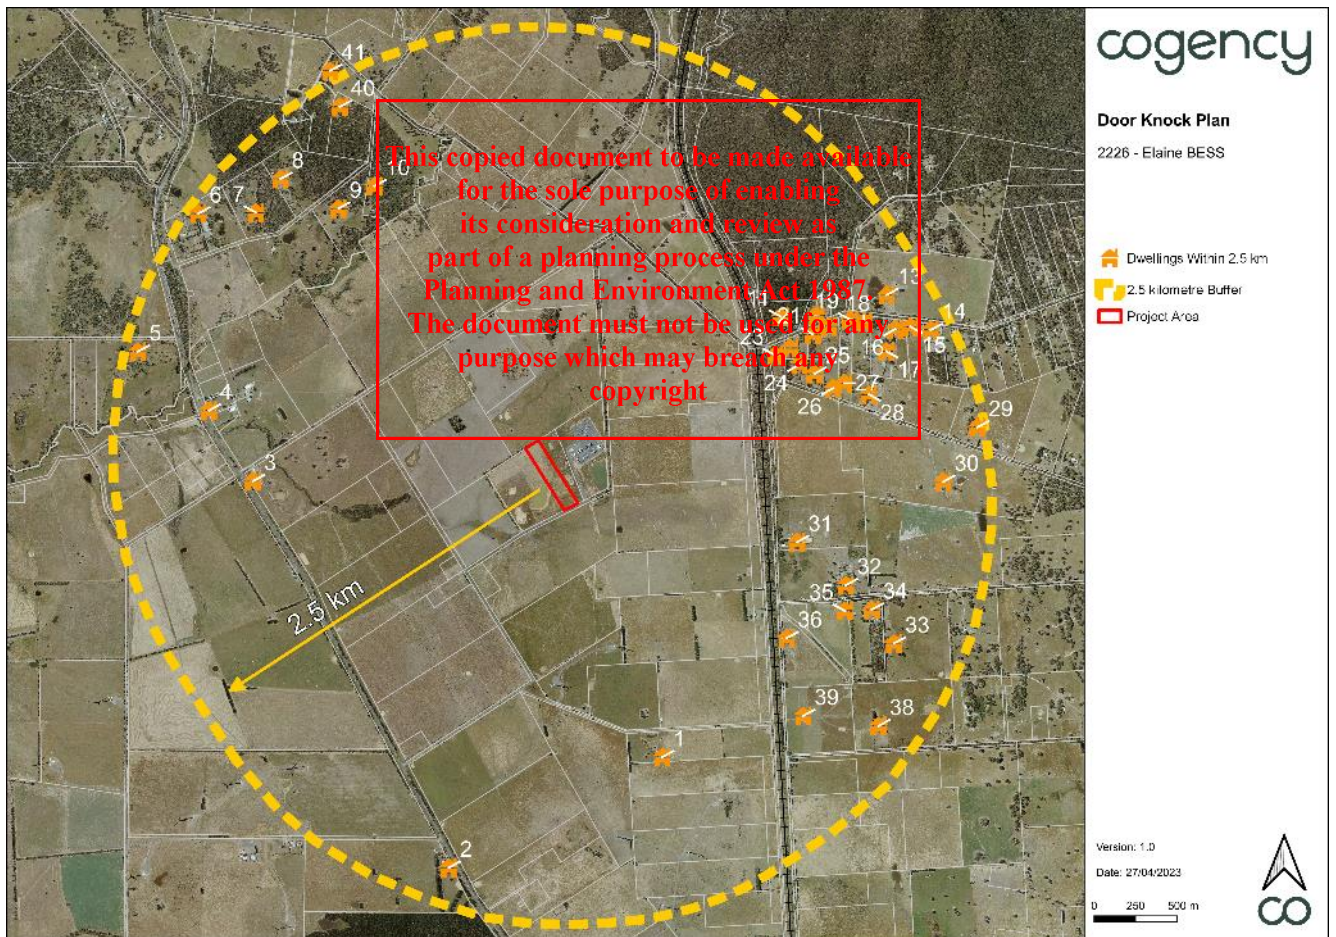 cogency
Door Knock Plan
2226 - Elaine BESS
Dwellings Within 2.5 km
2.5 kilometre Buffer
Project Area
Version: 1.0
Date: 27/04/2023
0 250 500 m
This copied document to be made available
for the sole purpose of enabling
its consideration and review as
part of a planning process under the
Planning and Environment Act 1987.
The document must not be used for any
purpose which may breach any
copyright
41
40
8
10
6
7
9
13
11
19
18
14
21
5
23
16
15
25
17
24
4
27
26
28
29
3
30
31
2.5 km
32
35
34
36
33
39
38
1
2